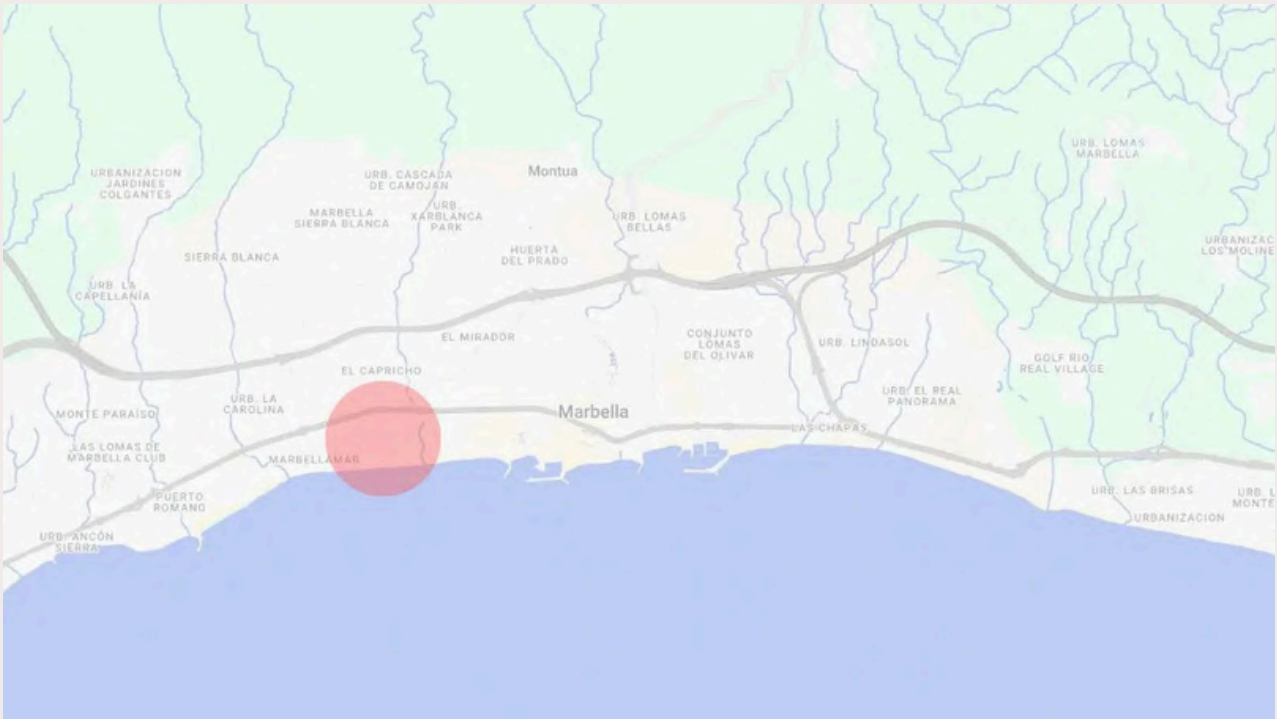 URB. LOMAS
MARBELLA
URBANIZACION
JARDINES
COLGANTES
URB. CASCADA
DE CAMOJAN
Montua
MARBELLA
SIERRA BLANCA
URB.
XARBLANCA
PARK
URB. LOMAS
BELLAS
SIERRA BLANCA
HUERTA
DEL PRADO
URBANIZAC
LOS MOLINE
URB. LA
CAPELLANÍA
EL MIRADOR
CONJUNTO
LOMAS
DEL OLIVAR
URB. LINDASOL
EL CAPRICHO
GOLF RIO
REAL VILLAGE
MONTE PARAISO
URB. LA
CAROLINA
Marbella
URB. EL REAL
PANORAMA
LAS CHAPAS
LAS LOMAS DE
MARBELLA CLUB
MARBELLAMAR
PUERTO
ROMANO
URB. LAS BRISAS
URB. L
MONTE
URBANIZACION
URB. ANCÓN
SIERRA